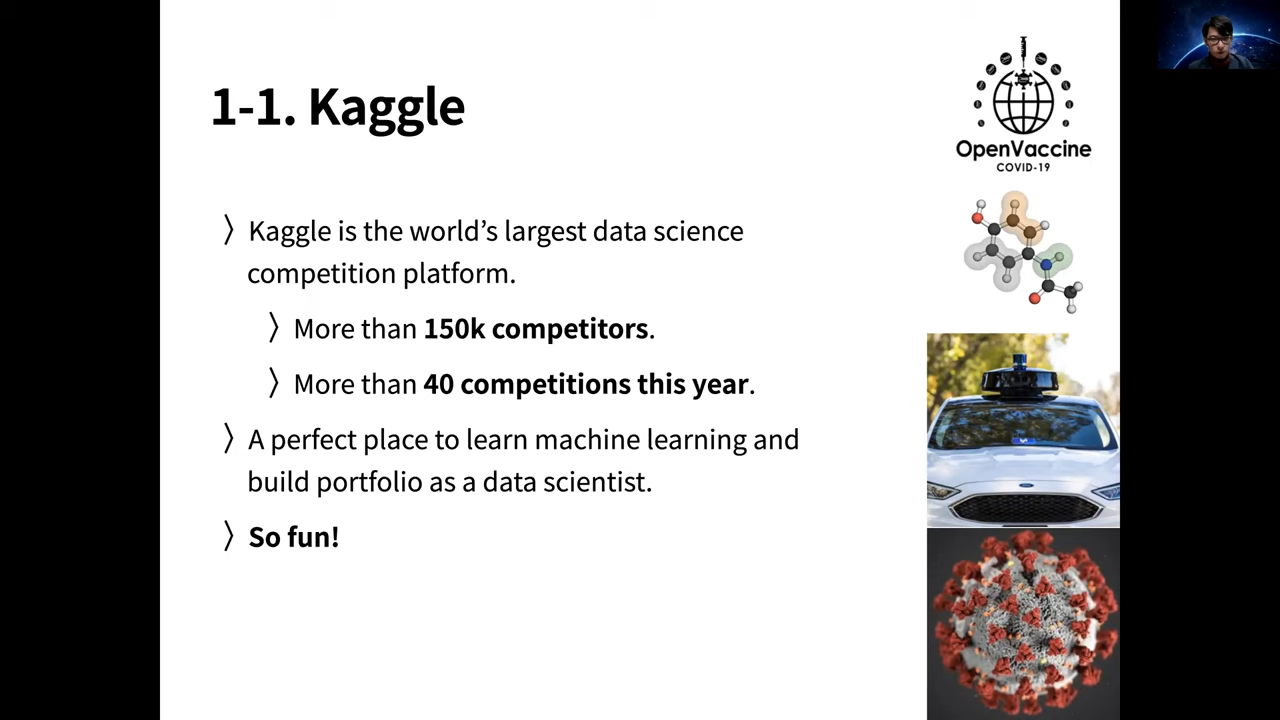 1-1. Kaggle
OpenVaccine
COVID-19
〉Kaggle is the world’s largest data science
competition platform.
〉More than 150k competitors.
〉More than 40 competitions this year.
〉A perfect place to learn machine learning and
build portfolio as a data scientist.
〉So fun!